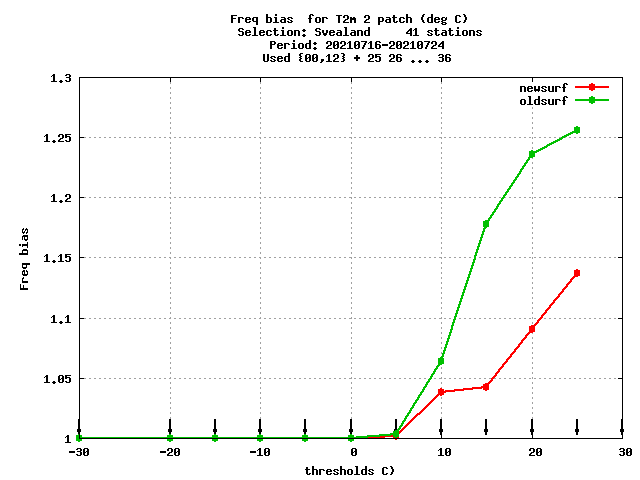 Freq bias  for T2m 2 patch (deg C)
Selection: Svealand     41 stations
Period: 20210716-20210724
Used {00,12} + 25 26 ... 36
newsurf
oldsurf
1.3
1.25
1.2
1.15
1.1
1.05
1
Freq bias
-30 -20 -10 0 10 20 30
thresholds C)